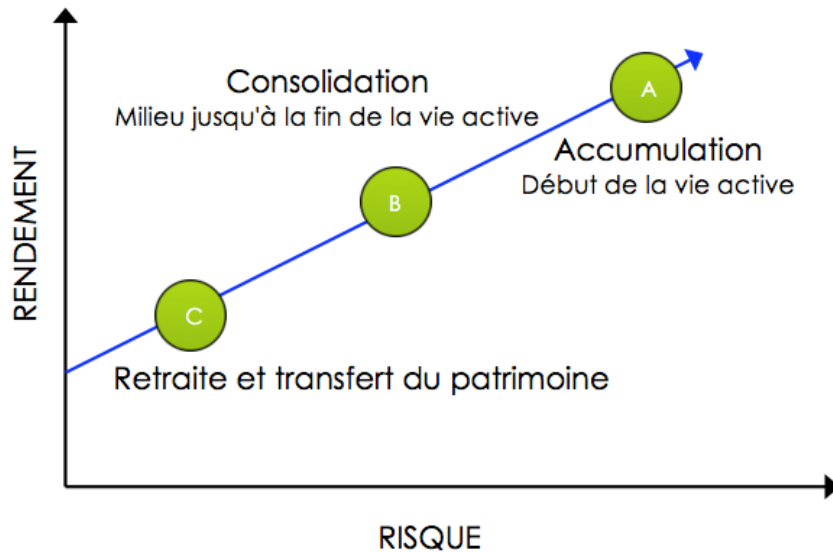 Consolidation
Milieu jusqu'à la fin de la vie active
A
Accumulation
Début de la vie active
B
C
Retraite et transfert du patrimoine
RENDEMENT
RISQUE